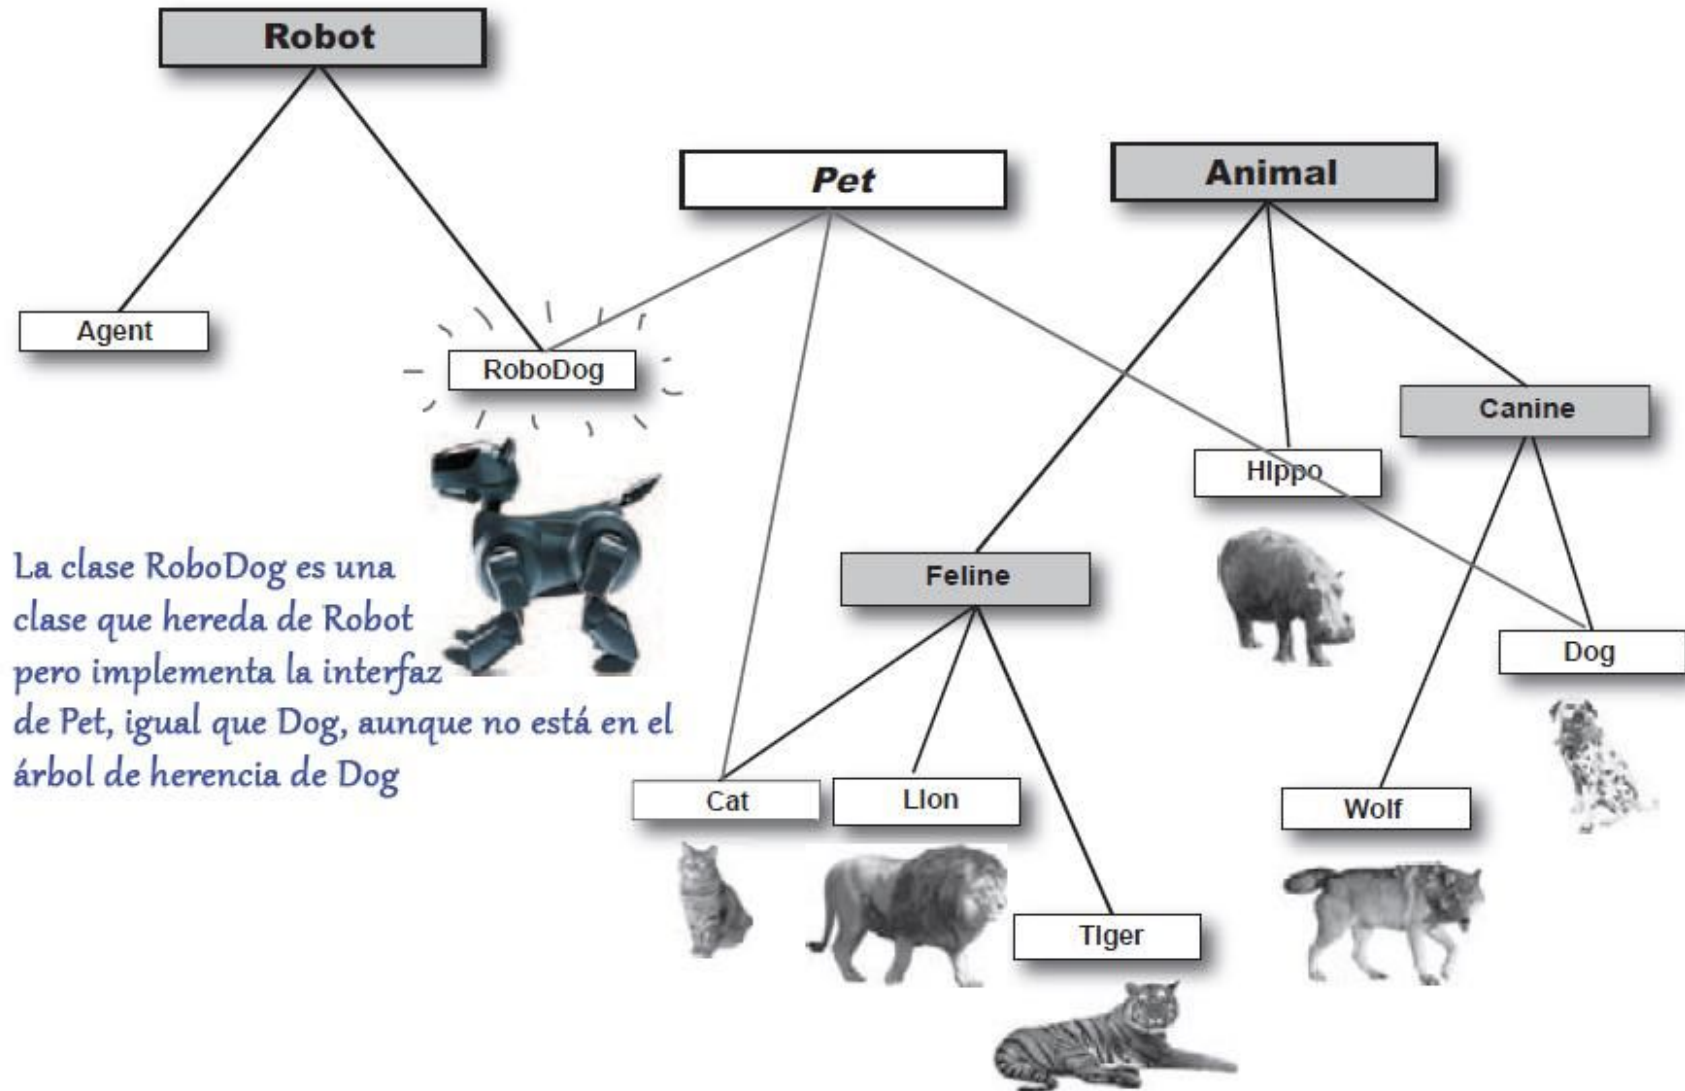 Robot
Pet
Animal
Agent
RoboDog
Canine
HIppo
Feline
Dog
La clase RoboDog es una
clase que hereda de Robot
pero implementa la interfaz
de Pet, igual que Dog, aunque no está en el
árbol de herencia de Dog
Cat
LIon
Wolf
TIger